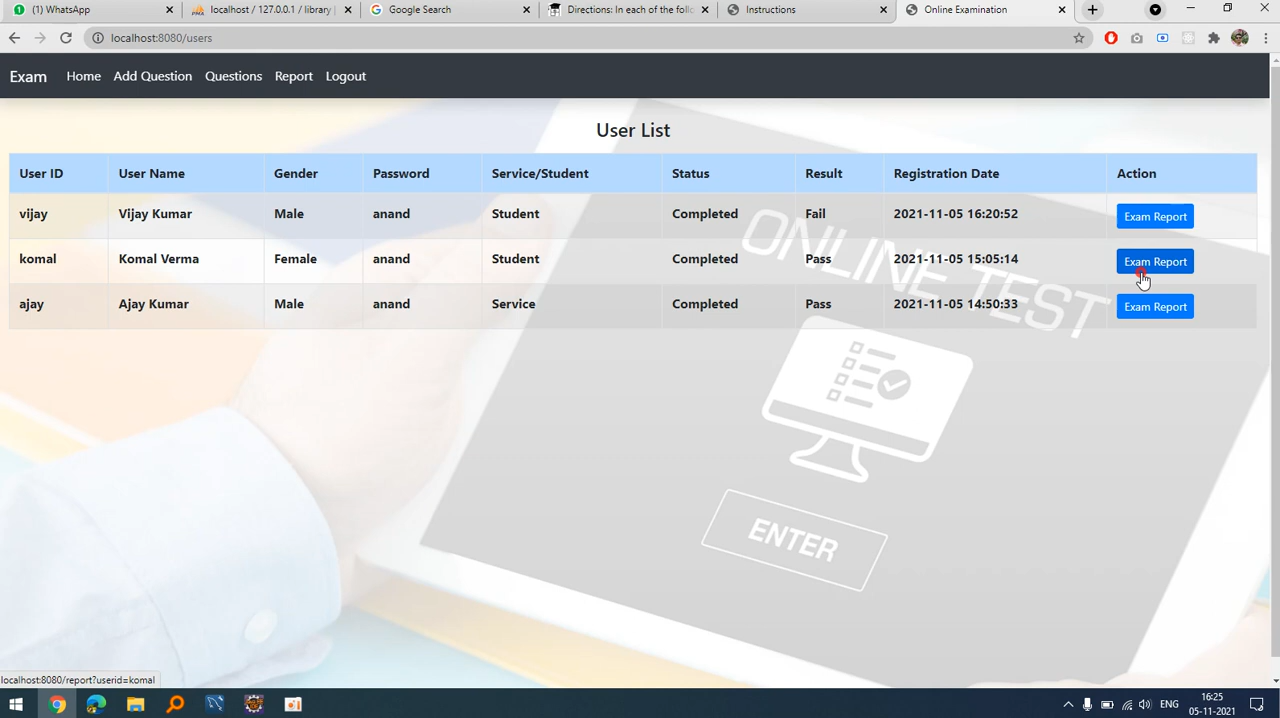 (1) WhatsApp
localhost / 127.0.0.1 / library |
Google Search
Directions: In each of the follo
Instructions
Online Examination
localhost:8080/users
Exam Home Add Question Questions Report Logout
User List
User ID User Name Gender Password Service/Student Status Result Registration Date Action
vijay Vijay Kumar Male anand Student Completed Fail 2021-11-05 16:20:52 Exam Report
komal Komal Verma Female anand Student Completed Pass 2021-11-05 15:05:14 Exam Report
ajay Ajay Kumar Male anand Service Completed Pass 2021-11-05 14:50:33 Exam Report
ONLINE TEST
ENTER
localhost:8080/report?userid=komal
ENG
16:25
05-11-2021